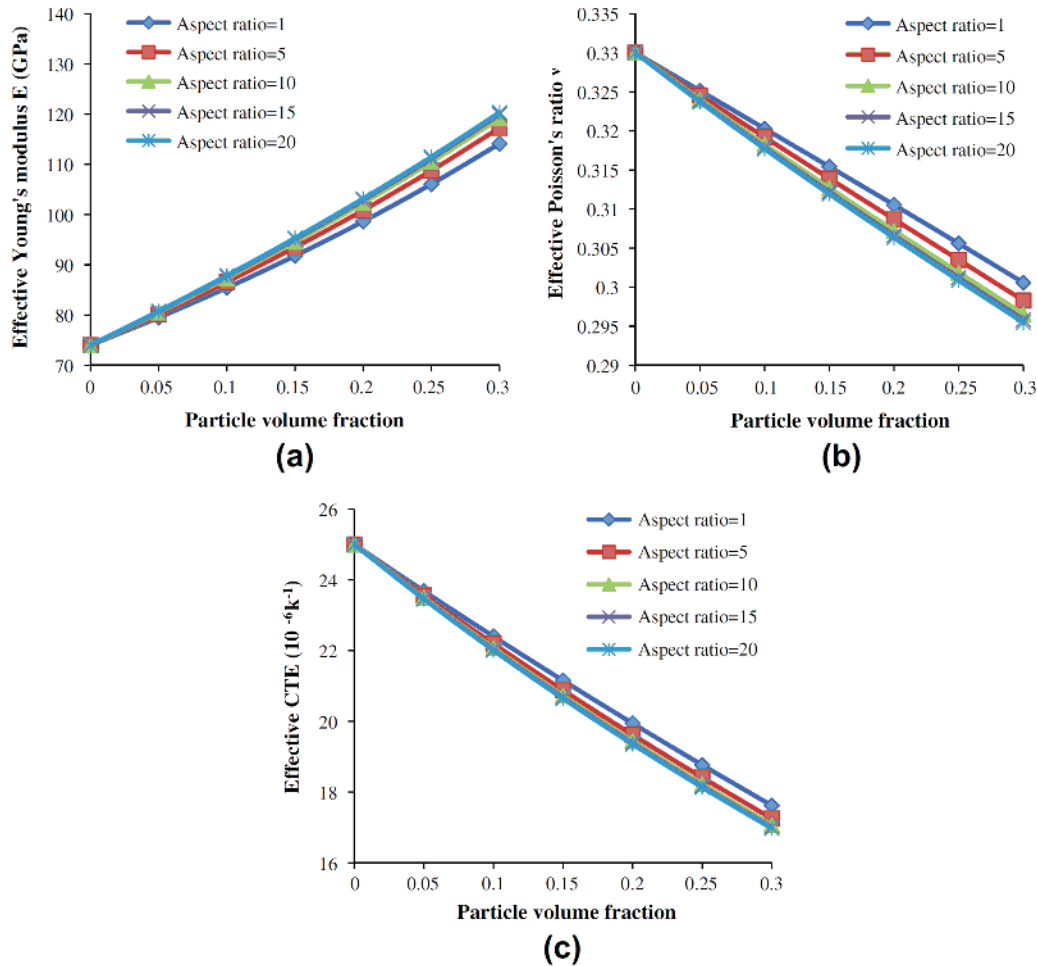 Effective Young's modulus E (GPa)
140
130
120
110
100
90
80
70
0 0.05 0.1 0.15 0.2 0.25 0.3
Particle volume fraction
Aspect ratio=1
Aspect ratio=5
Aspect ratio=10
Aspect ratio=15
Aspect ratio=20
(a)
Effective Poisson's ratio ν
0.335
0.33
0.325
0.32
0.315
0.31
0.305
0.3
0.295
0.29
0 0.05 0.1 0.15 0.2 0.25 0.3
Particle volume fraction
Aspect ratio=1
Aspect ratio=5
Aspect ratio=10
Aspect ratio=15
Aspect ratio=20
(b)
Effective CTE (10 -6k-1)
26
24
22
20
18
16
0 0.05 0.1 0.15 0.2 0.25 0.3
Particle volume fraction
Aspect ratio=1
Aspect ratio=5
Aspect ratio=10
Aspect ratio=15
Aspect ratio=20
(c)